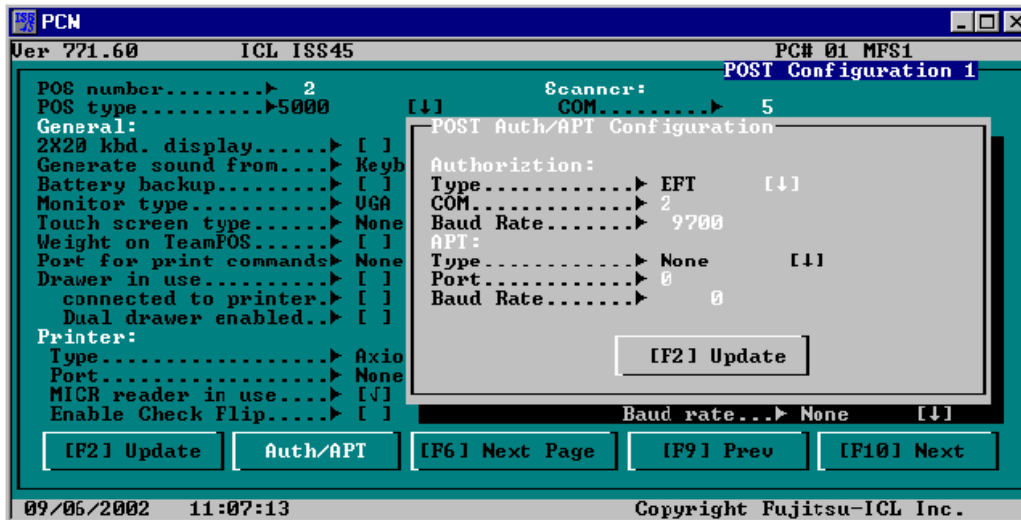 ISS 45 PCN
Ver 771.60 ICL ISS45 PC# 01 MFS1
POST Configuration 1
POS number........► 2 Scanner:
POS type..........►5000 [↓] COM.........► 5
General:
2X20 kbd. display......► [ ]
Generate sound from....► Keyb
Battery backup.........► [ ]
Monitor type...........► VGA
Touch screen type......► None
Weight on TeamPOS......► [ ]
Port for print commands► None
Drawer in use..........► [ ]
connected to printer.► [ ]
Dual drawer enabled..► [ ]
Printer:
Type.................► Axio
Port.................► None
MICR reader in use...► [√]
Enable Check Flip....► [ ]
POST Auth/APT Configuration
Authoriztion:
Type............► EFT [↓]
COM.............► 2
Baud Rate.......► 9700
APT:
Type............► None [↓]
Port............► 0
Baud Rate.......► 0
[F2] Update
Baud rate...► None [↓]
[F2] Update Auth/APT [F6] Next Page [F9] Prev [F10] Next
09/06/2002 11:07:13 Copyright Fujitsu-ICL Inc.